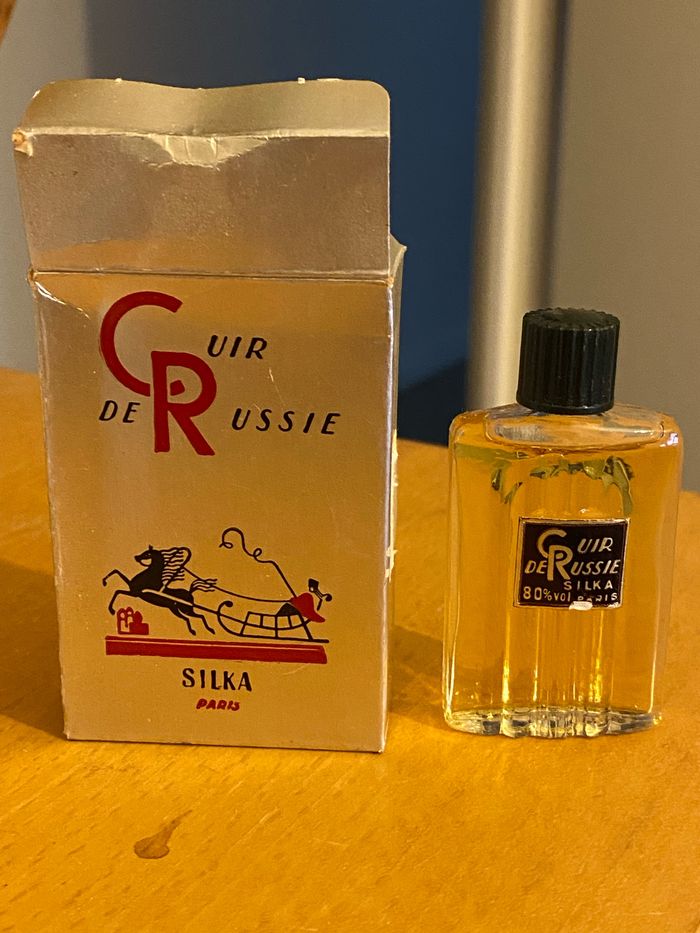 CUIR
DE RUSSIE
SILKA
PARIS
CUIR
DE RUSSIE
SILKA
80%vol PARIS